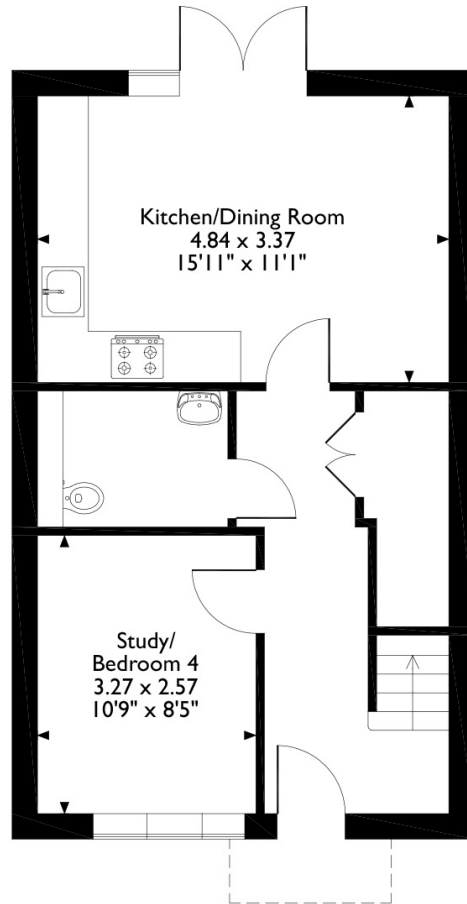 Kitchen/Dining Room
4.84 x 3.37
15'11" x 11'1"
Study/
Bedroom 4
3.27 x 2.57
10'9" x 8'5"